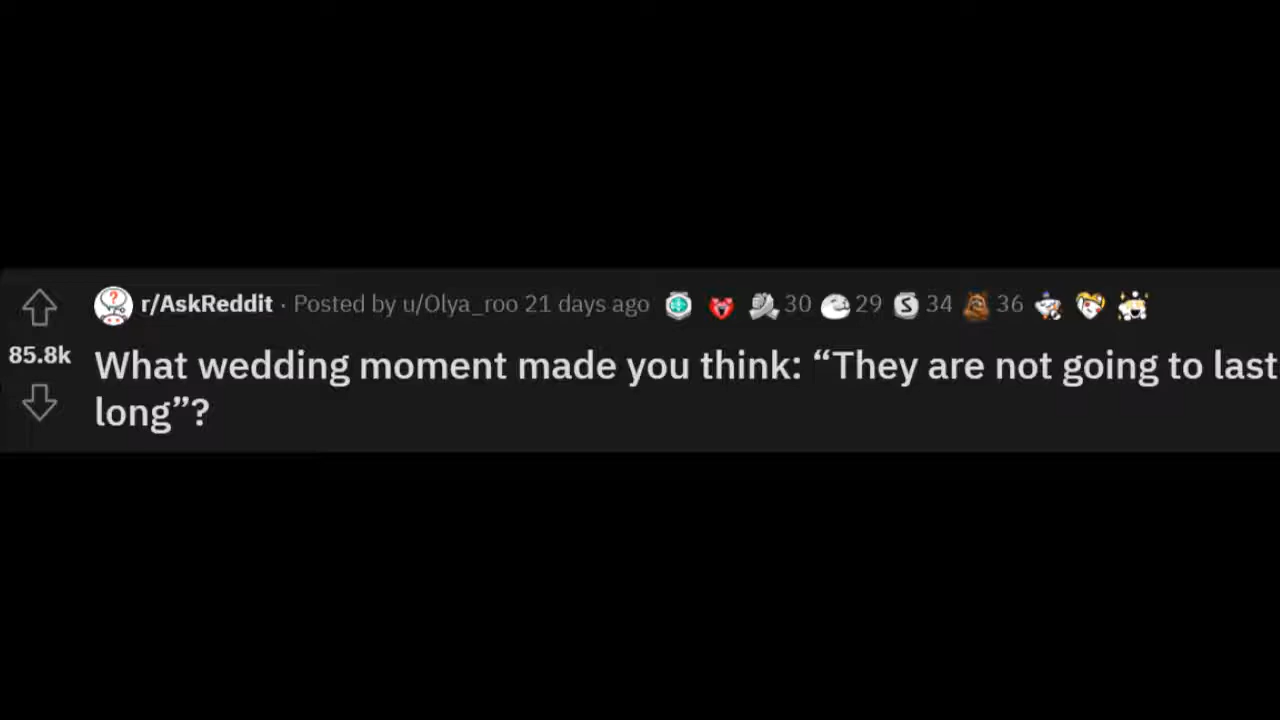 r/AskReddit · Posted by u/Olya_roo 21 days ago 30 29 S 34 36
85.8k
What wedding moment made you think: “They are not going to last
long”?